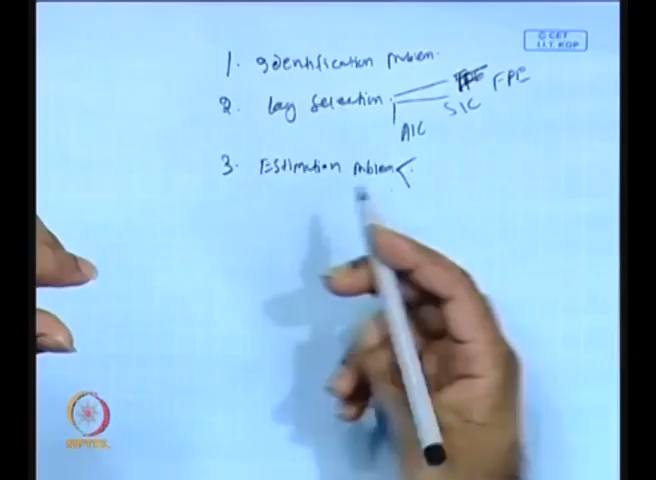 © CET
I.I.T. KGP
1. Identification problem.
2. Lag selection FPE
SIC
AIC
3. Estimation problem
NPTEL